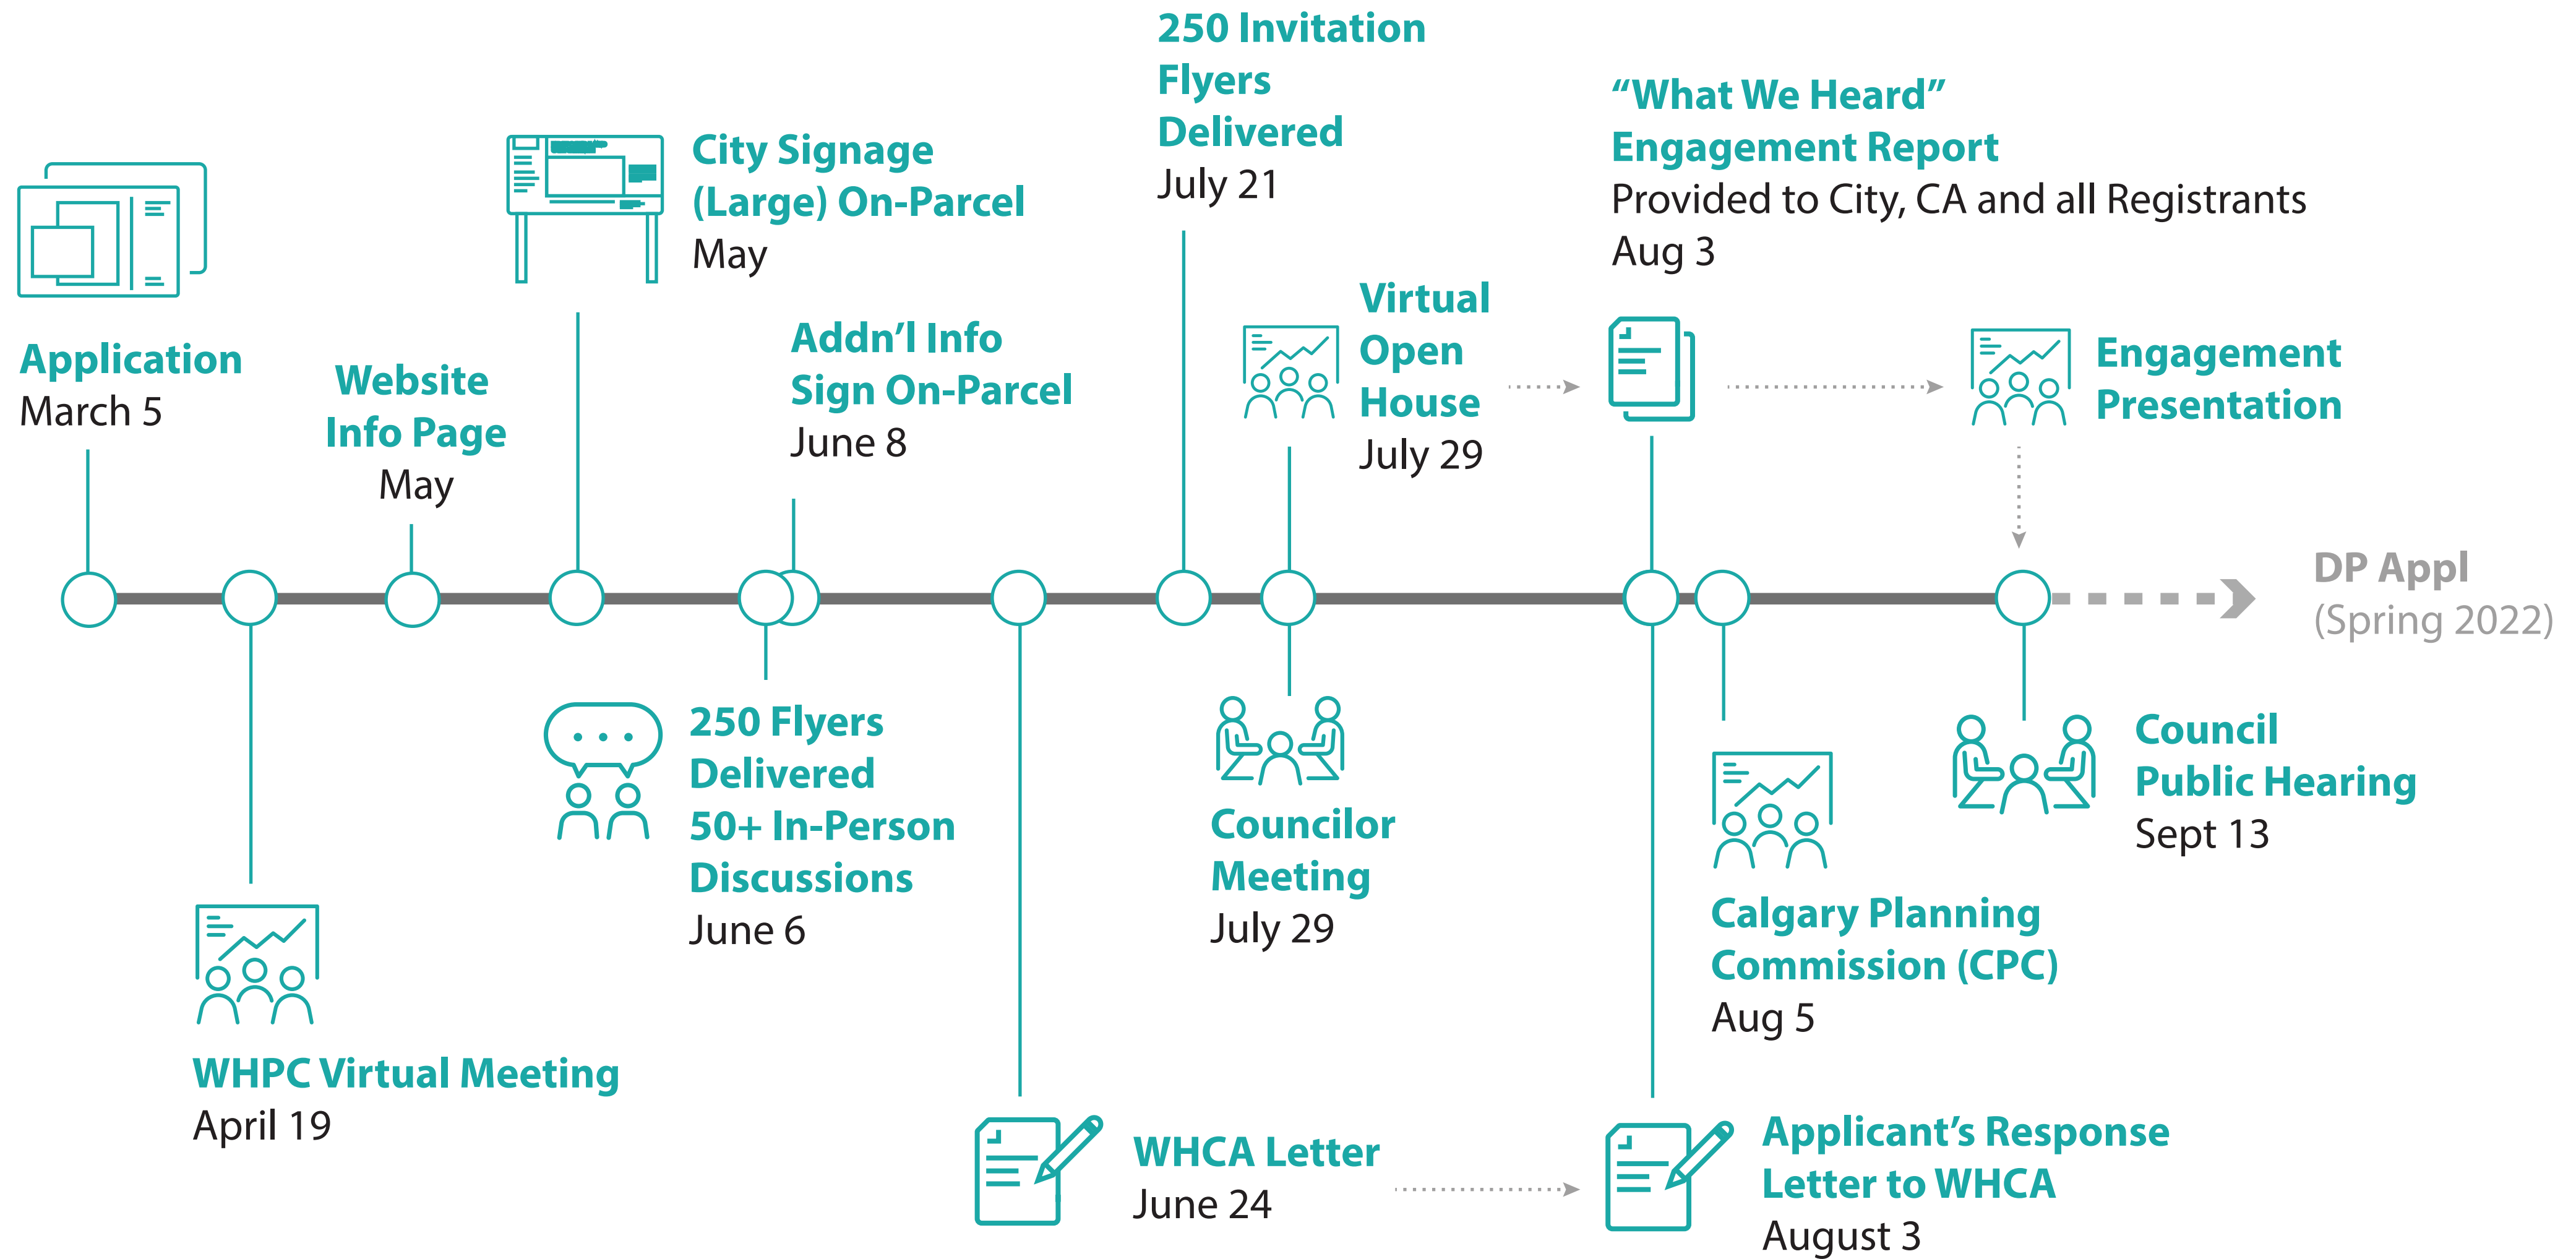 250 Invitation
Flyers
Delivered
July 21
"What We Heard"
Engagement Report
Provided to City, CA and all Registrants
Aug 3
City Signage
(Large) On-Parcel
May
Application
March 5
Website
Info Page
May
Addn'l Info
Sign On-Parcel
June 8
Virtual
Open
House
July 29
Engagement
Presentation
DP Appl
(Spring 2022)
250 Flyers
Delivered
50+ In-Person
Discussions
June 6
Councilor
Meeting
July 29
Council
Public Hearing
Sept 13
Calgary Planning
Commission (CPC)
Aug 5
WHPC Virtual Meeting
April 19
WHCA Letter
June 24
Applicant's Response
Letter to WHCA
August 3